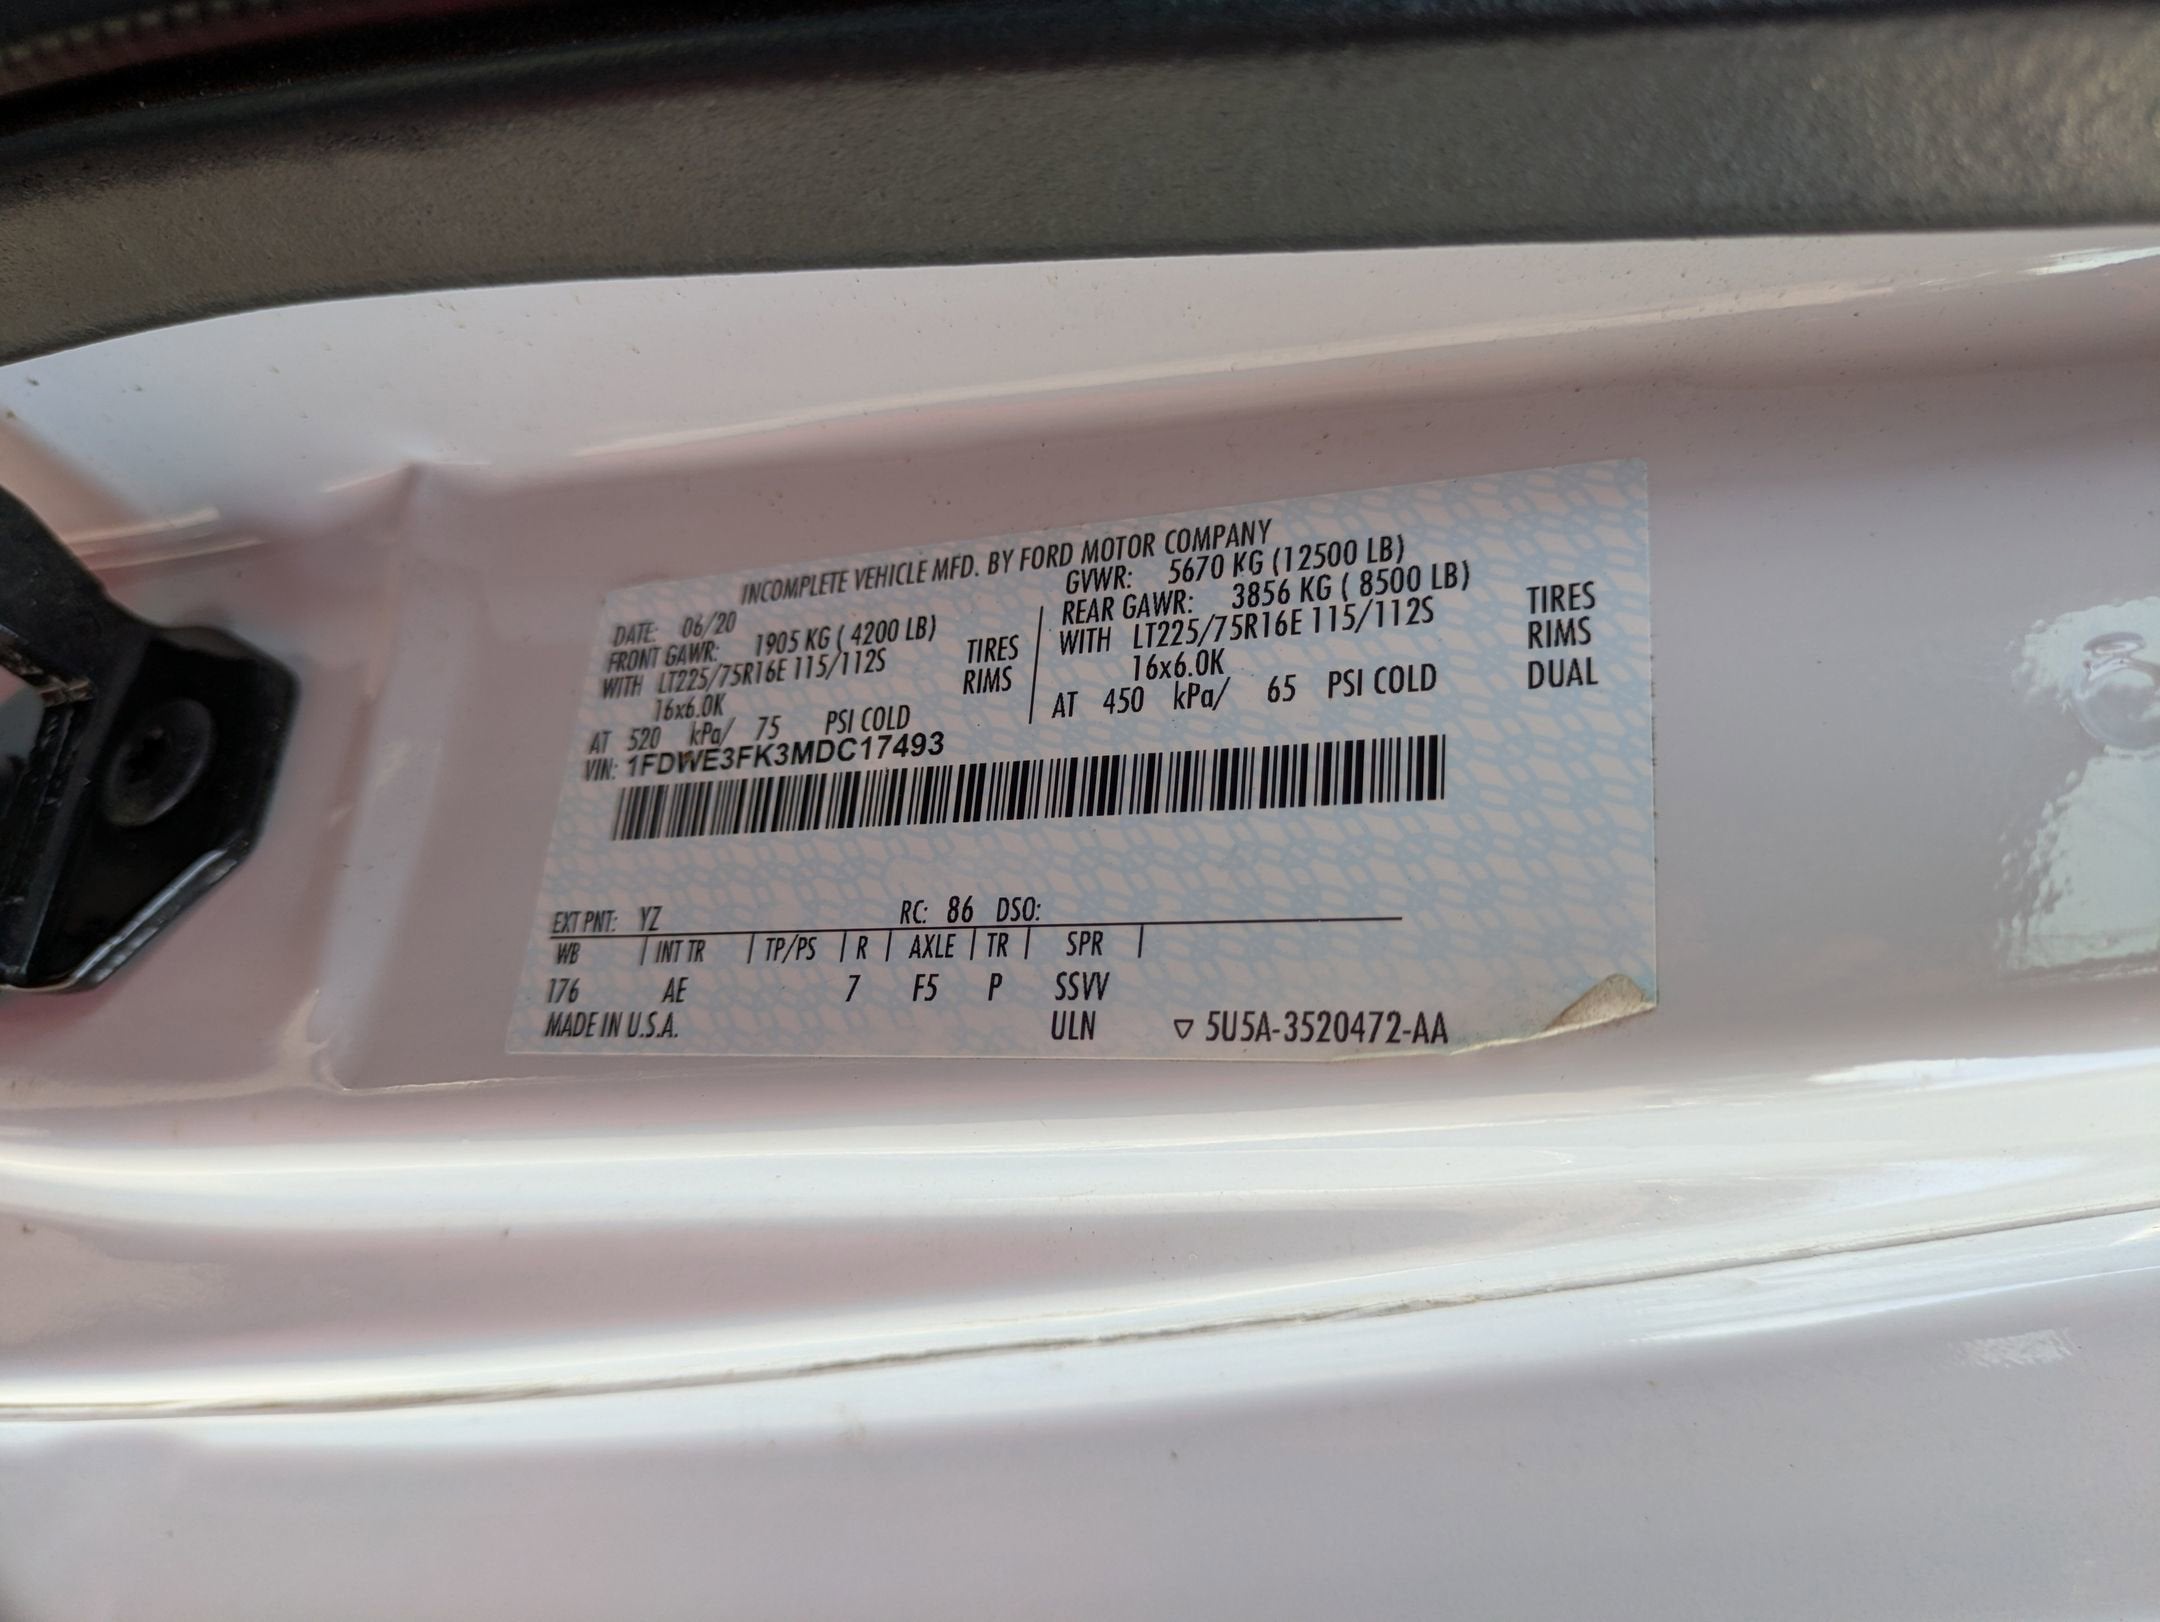 INCOMPLETE VEHICLE MFD. BY FORD MOTOR COMPANY
DATE: 06/20 GVWR: 5670 KG (12500 LB)
FRONT GAWR: 1905 KG ( 4200 LB) REAR GAWR: 3856 KG ( 8500 LB)
WITH LT225/75R16E 115/112S TIRES WITH LT225/75R16E 115/112S TIRES
16x6.0K RIMS 16x6.0K RIMS
AT 520 kPa/ 75 PSI COLD AT 450 kPa/ 65 PSI COLD DUAL
VIN: 1FDWE3FK3MDC17493
EXT PNT: YZ RC: 86 DSO:
WB | INT TR | TP/PS | R | AXLE | TR | SPR |
176 AE 7 F5 P SSVV
MADE IN U.S.A. ULN ▽ 5U5A-3520472-AA